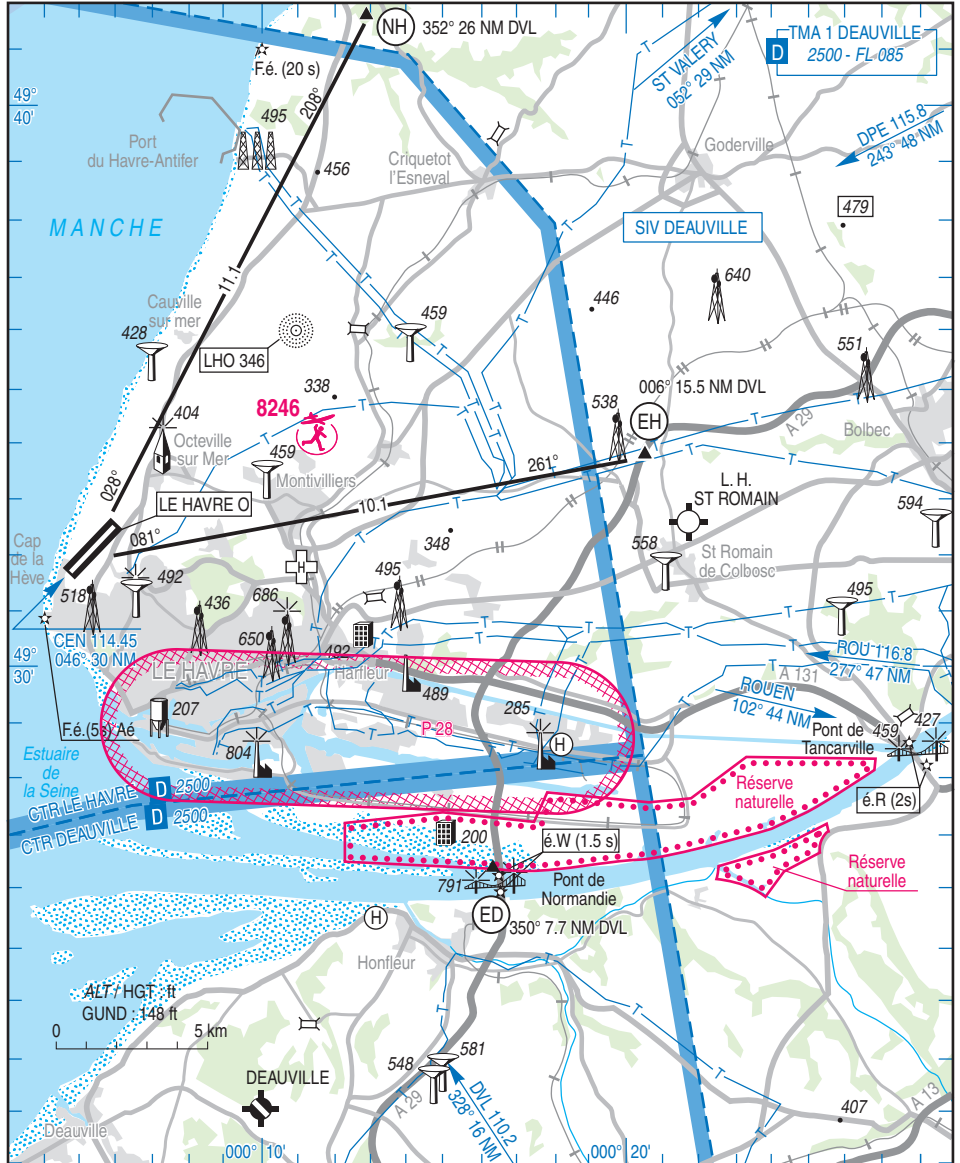 NH
352° 26 NM DVL
TMA 1 DEAUVILLE
D
2500 - FL 085
F.é. (20 s)
ST VALERY
052° 29 NM
49°
40'
208°
495
DPE 115.8
243° 48 NM
Port
du Havre-Antifer
Criquetot
l'Esneval
Goderville
456
479
MANCHE
SIV DEAUVILLE
11.1
640
Cauville
sur mer
446
459
428
LHO 346
551
338
006° 15.5 NM DVL
8246
404
538
EH
A 29
Bolbec
Octeville
sur Mer
459
Montivilliers
261°
028°
LE HAVRE O
10.1
L. H.
ST ROMAIN
594
081°
348
Cap
de la
Hève
H
558
St Romain
de Colbosc
492
518
495
436
686
495
CEN 114.45
046° 30 NM
650
492
ROU 116.8
277° 47 NM
49°
30'
LE HAVRE
Harfleur
A 131
489
ROUEN
102° 44 NM
207
285
P-28
F.é.(5s) Aé
Pont de
Tancarville
459
427
804
H
Estuaire
de
la Seine
CTR LE HAVRE D 2500
CTR DEAUVILLE D 2500
Réserve
naturelle
é.R (2s)
200
é.W (1.5 s)
Réserve
naturelle
791
Pont de
Normandie
H
ED
350° 7.7 NM DVL
Honfleur
ALT / HGT : ft
GUND : 148 ft
0
5 km
581
548
DEAUVILLE
A 29
DVL 110.2
328° 16 NM
407
A 13
Deauville
000° 10'
000° 20'